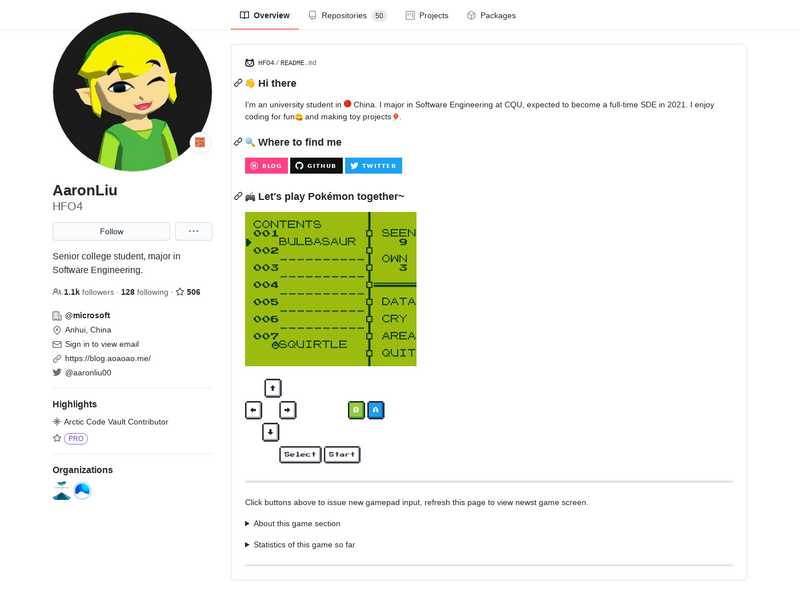 Overview
Repositories 50
Projects
Packages
AaronLiu
HFO4
Follow
Senior college student, major in
Software Engineering.
1.1k followers · 128 following · 506
@microsoft
Anhui, China
Sign in to view email
https://blog.aoaoao.me/
@aaronliu00
Highlights
Arctic Code Vault Contributor
PRO
Organizations
HFO4/README.md
Hi there
I'm an university student in China. I major in Software Engineering at CQU, expected to become a full-time SDE in 2021. I enjoy
coding for fun and making toy projects.
Where to find me
BLOG GITHUB TWITTER
Let's play Pokémon together~
CONTENTS
001
BULBASAUR
002
003
004
005
006
007
SQUIRTLE
SEEN
9
OWN
3
DATA
CRY
AREA
QUIT
B A
Select Start
Click buttons above to issue new gamepad input, refresh this page to view newst game screen.
About this game section
Statistics of this game so far